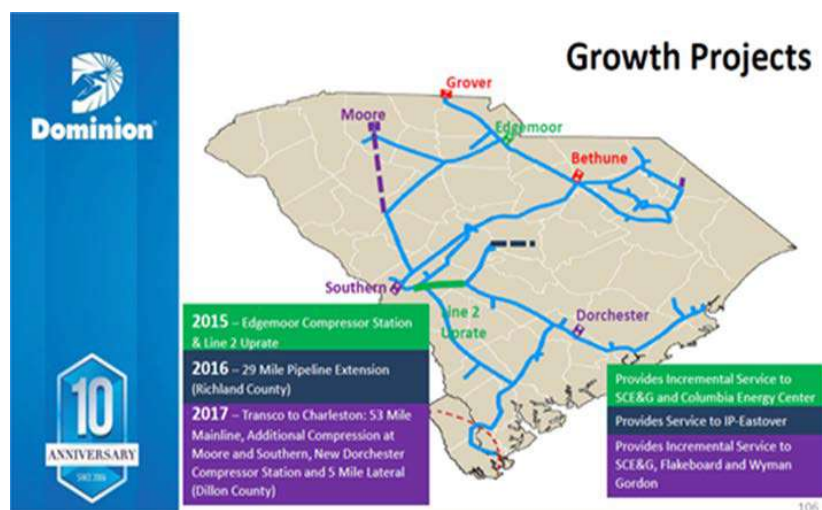 Growth Projects
Dominion®
Grover
Moore
Edgemoor
Bethune
Southern
Line 2
Uprate
Dorchester
2015 – Edgemoor Compressor Station
& Line 2 Uprate
2016 – 29 Mile Pipeline Extension
(Richland County)
2017 – Transco to Charleston: 53 Mile
Mainline, Additional Compression at
Moore and Southern, New Dorchester
Compressor Station and 5 Mile Lateral
(Dillon County)
Provides Incremental Service to
SCE&G and Columbia Energy Center
Provides Service to IP-Eastover
Provides Incremental Service to
SCE&G, Flakeboard and Wyman
Gordon
10
ANNIVERSARY
SINCE 2006
106